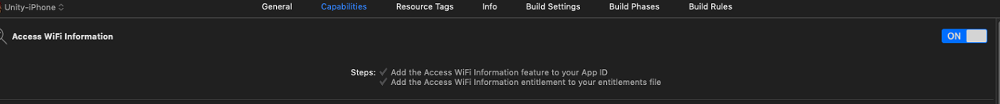 Unity-iPhone
General Capabilities Resource Tags Info Build Settings Build Phases Build Rules
Access WiFi Information
ON
Steps: ✓ Add the Access WiFi Information feature to your App ID
✓ Add the Access WiFi Information entitlement to your entitlements file